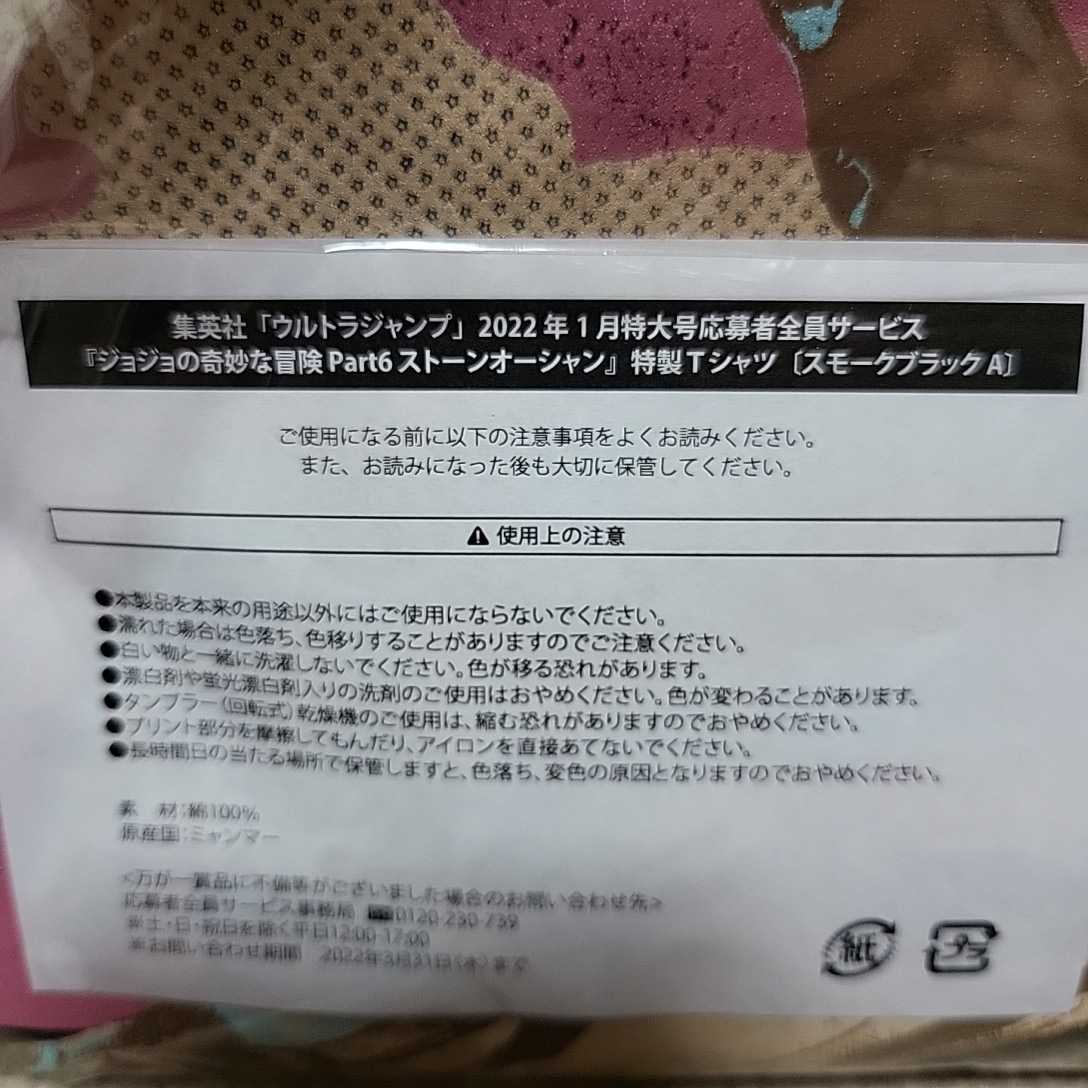 集英社「ウルトラジャンプ」2022年1月特大号応募者全員サービス
『ジョジョの奇妙な冒険 Part6 ストーンオーシャン』特製Tシャツ〔スモークブラックA〕
ご使用になる前に以下の注意事項をよくお読みください。
また、お読みになった後も大切に保管してください。
⚠使用上の注意
●本製品を本来の用途以外にはご使用にならないでください。
●濡れた場合は色落ち、色移りすることがありますのでご注意ください。
●白い物と一緒に洗濯しないでください。色が移る恐れがあります。
●漂白剤や蛍光漂白剤入りの洗剤のご使用はおやめください。色が変わることがあります。
●タンブラー(回転式)乾燥機のご使用は、縮む恐れがありますのでおやめください。
●プリント部分を摩擦してもんだり、アイロンを直接あてないでください。
●長時間日の当たる場所で保管しますと、色落ち、変色の原因となりますのでおやめください。
素 材:綿100%
原産国:ミャンマー
<万が一賞品に不備等がございました場合のお問い合わせ先>
応募者全員サービス事務局 0120-230-739
※土・日・祝日を除く平日12:00-17:00
※お問い合わせ期間 2022年3月31日(木)まで
紙
プラ